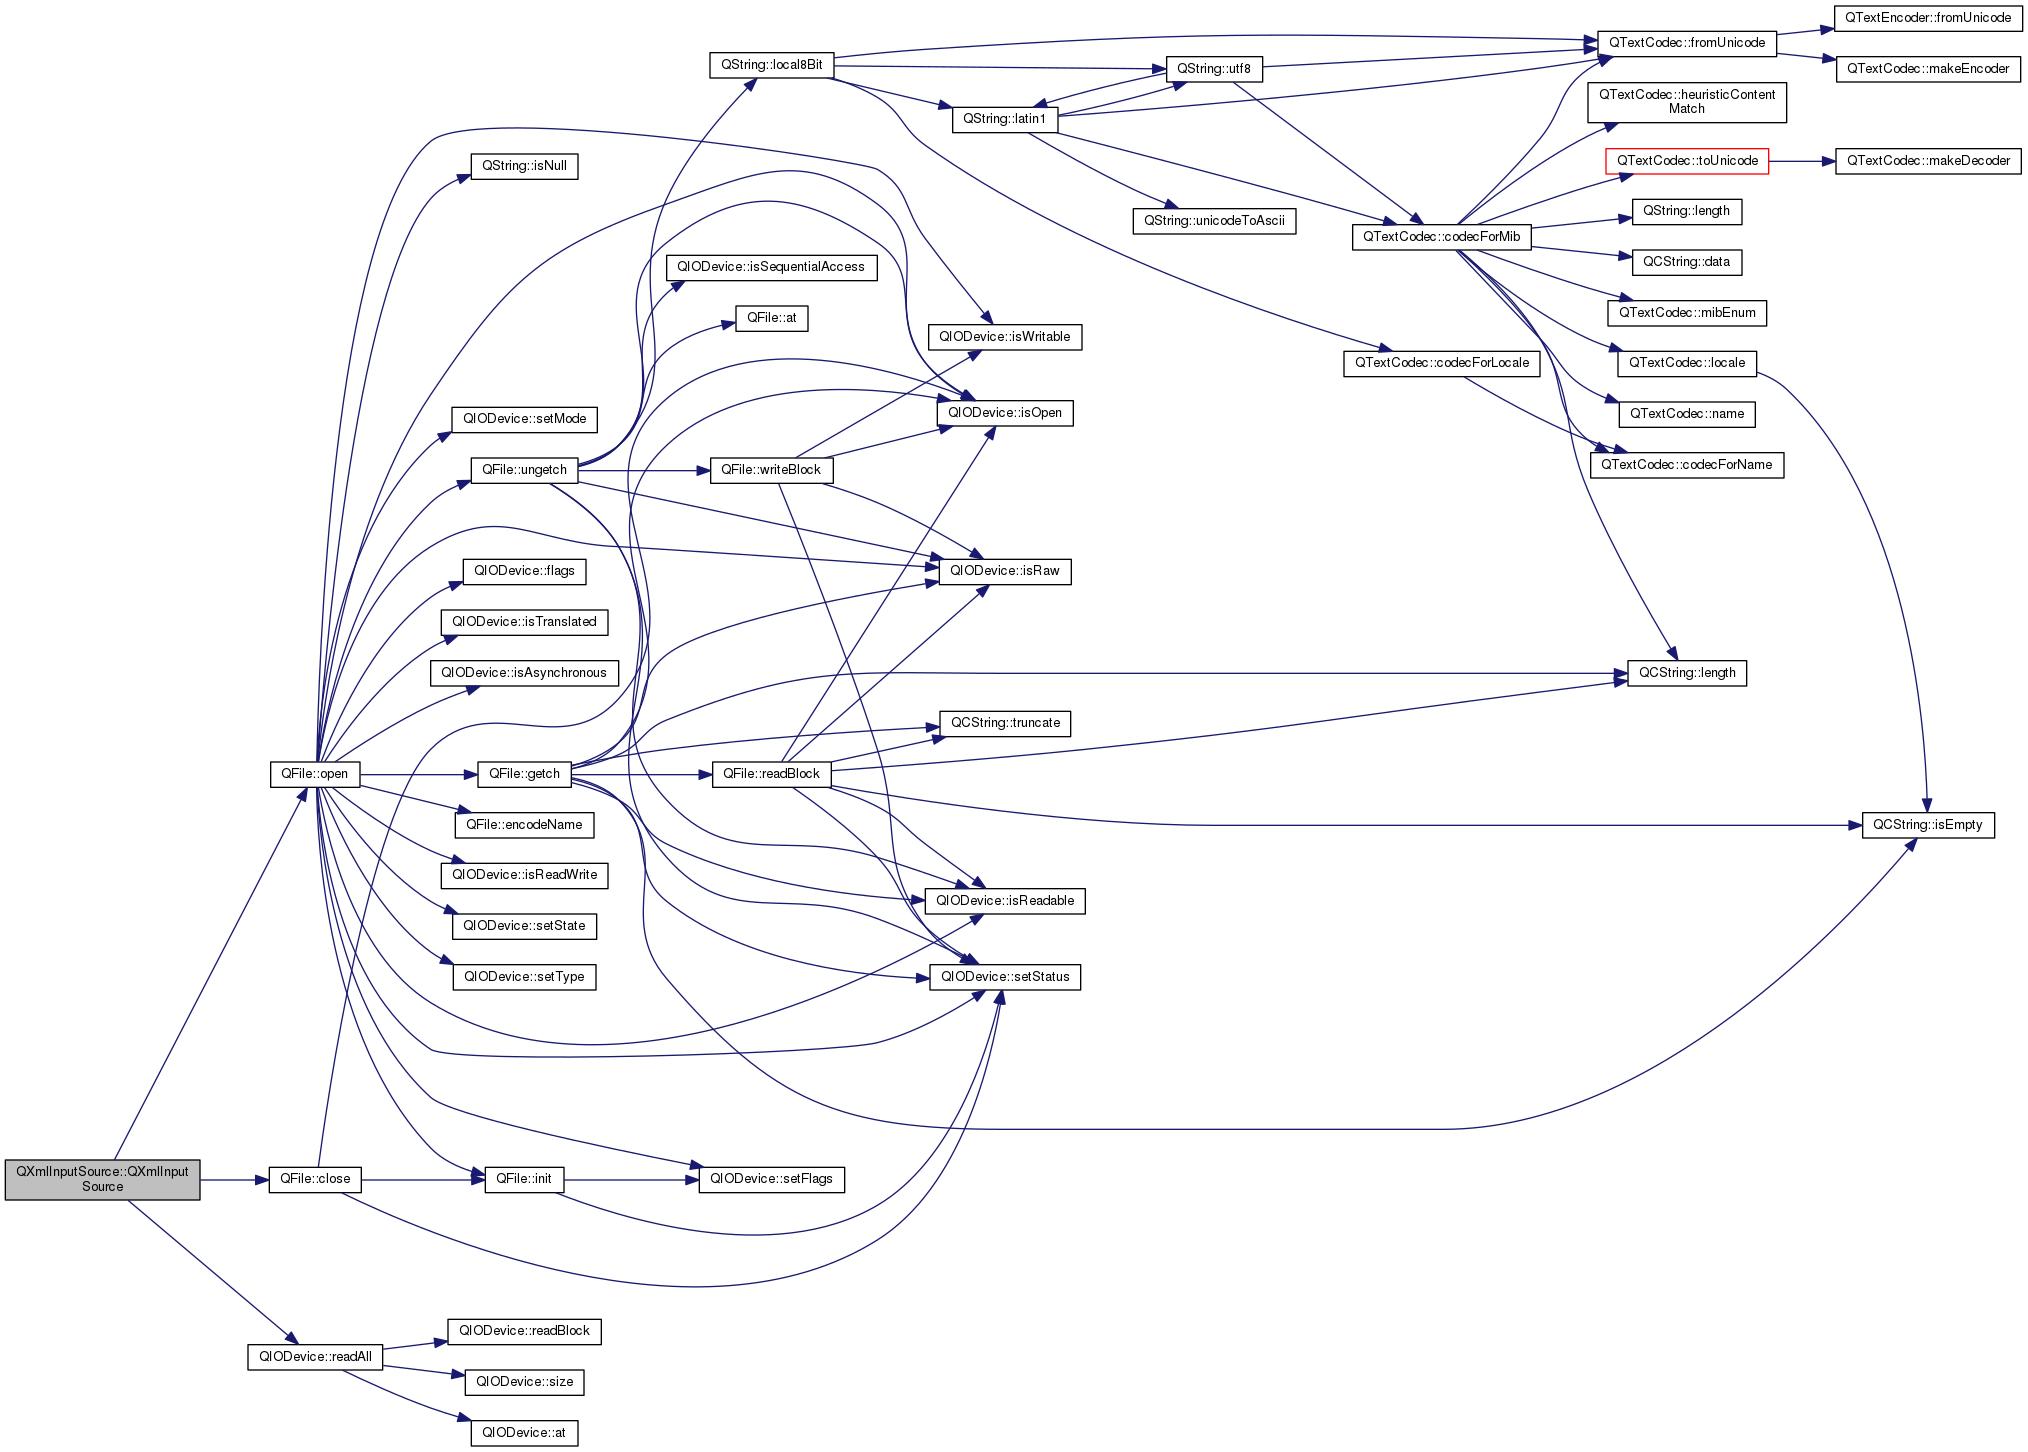 QTextEncoder::fromUnicode
QTextCodec::fromUnicode
QString::local8Bit
QString::utf8
QTextCodec::makeEncoder
QTextCodec::heuristicContent
Match
QString::latin1
QString::isNull
QTextCodec::toUnicode
QTextCodec::makeDecoder
QString::length
QString::unicodeToAscii
QTextCodec::codecForMib
QIODevice::isSequentialAccess
QCString::data
QFile::at
QTextCodec::mibEnum
QIODevice::isWritable
QTextCodec::codecForLocale
QTextCodec::locale
QIODevice::setMode
QIODevice::isOpen
QTextCodec::name
QFile::ungetch
QFile::writeBlock
QTextCodec::codecForName
QIODevice::flags
QIODevice::isRaw
QIODevice::isTranslated
QIODevice::isAsynchronous
QCString::length
QCString::truncate
QFile::open
QFile::getch
QFile::readBlock
QFile::encodeName
QCString::isEmpty
QIODevice::isReadWrite
QIODevice::isReadable
QIODevice::setState
QIODevice::setType
QIODevice::setStatus
QXmlInputSource::QXmlInput
Source
QFile::close
QFile::init
QIODevice::setFlags
QIODevice::readBlock
QIODevice::readAll
QIODevice::size
QIODevice::at